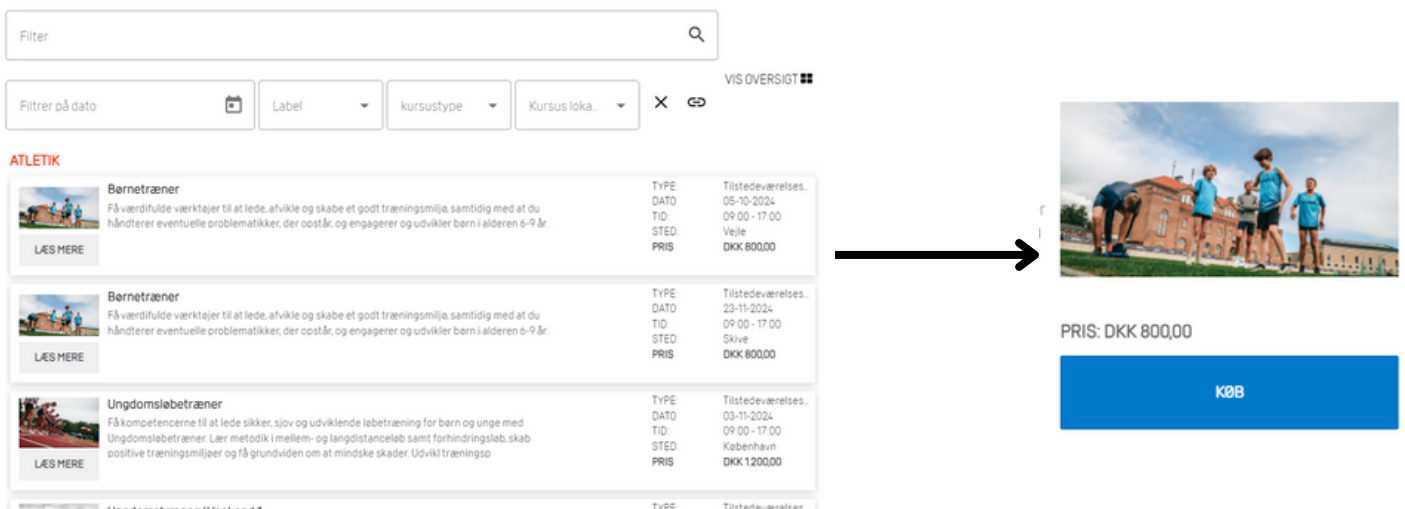 Filter
VIS OVERSIGT
Filtrer på dato
Label
kursustype
Kursus loka...
ATLETIK
Børnetræner
Få værdifulde værktøjer til at lede, afvikle og skabe et godt træningsmiljø, samtidig med at du
håndterer eventuelle problematikker, der opstår, og engagerer og udvikler børn i alderen 6-9 år.
LÆS MERE
TYPE: Tilstedeværelses...
DATO 05-10-2024
TID: 09:00 - 17:00
STED: Vejle
PRIS DKK 800,00
Børnetræner
Få værdifulde værktøjer til at lede, afvikle og skabe et godt træningsmiljø, samtidig med at du
håndterer eventuelle problematikker, der opstår, og engagerer og udvikler børn i alderen 6-9 år.
LÆS MERE
TYPE: Tilstedeværelses...
DATO 23-11-2024
TID: 09:00 - 17:00
STED: Skive
PRIS DKK 800,00
Ungdomsløbetræner
Få kompetencerne til at lede sikker, sjov og udviklende løbetræning for børn og unge med
Ungdomsløbetræner. Lær metodik i mellem- og langdistanceløb samt forhindringsløb, skab
positive træningsmiljøer og få grundviden om at mindske skader. Udvikl træningsp
LÆS MERE
TYPE: Tilstedeværelses...
DATO 03-11-2024
TID: 09:00 - 17:00
STED: København
PRIS DKK 1.200,00
TYPE: Tilstedeværelses...
PRIS: DKK 800,00
KØB